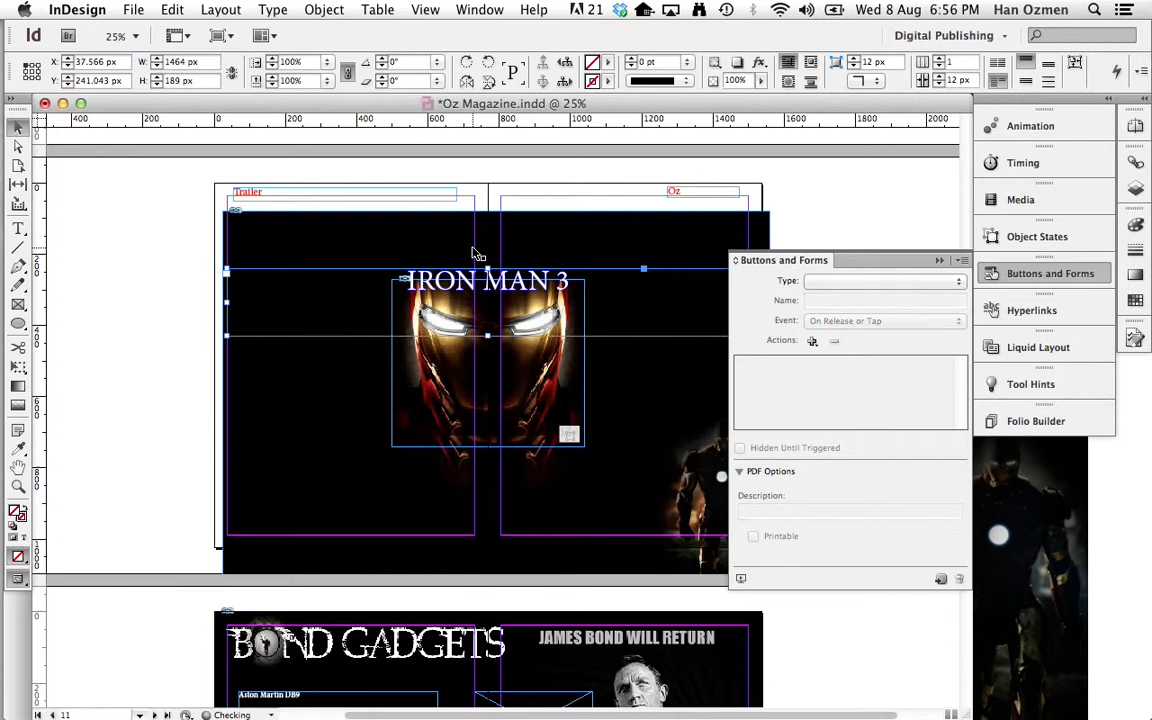 InDesign File Edit Layout Type Object Table View Window Help 21 Wed 8 Aug 6:56 PM Han Ozmen
Id Br 25% Digital Publishing
X: 37.566 px W: 1464 px 100% 0° P 0 pt 12 px 1
Y: 241.043 px H: 189 px 100% 0° 100% fx. 12 px
*Oz Magazine.indd @ 25%
400 200 0 200 400 600 800 1000 1200 1400 1600 1800 2000
Trailer Oz
IRON MAN 3
Buttons and Forms
Type:
Name:
Event: On Release or Tap
Actions:
Hidden Until Triggered
PDF Options
Description:
Printable
Animation
Timing
Media
Object States
Buttons and Forms
Hyperlinks
Liquid Layout
Tool Hints
Folio Builder
BOND GADGETS JAMES BOND WILL RETURN
Aston Martin DB9
11 Checking